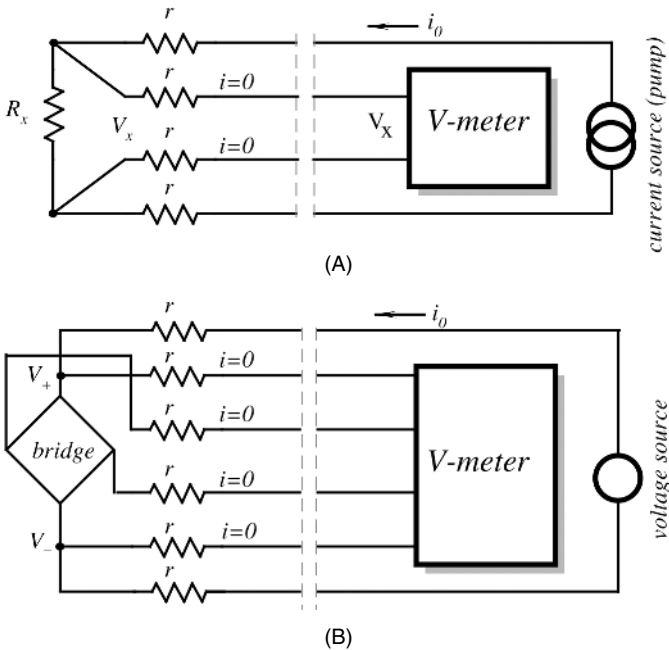 r
i₀
r
i=0
Rₓ
Vₓ
Vₓ
V-meter
r
i=0
r
current source (pump)
(A)
r
i₀
r
i=0
V₊
r
i=0
bridge
V-meter
r
voltage source
r
i=0
V₋
r
(B)